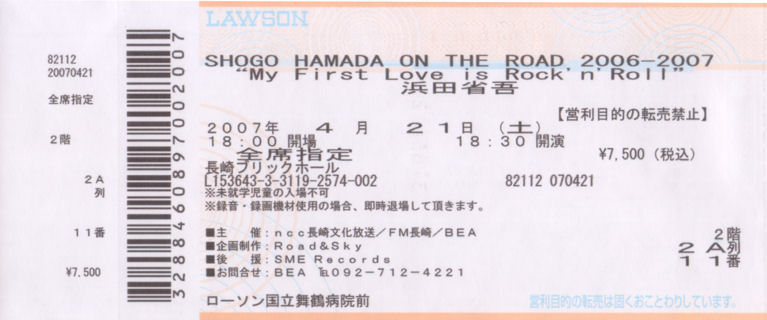 82112
20070421
全席指定
2階
2A
列
11番
¥7,500
3288460897002007
LAWSON
SHOGO HAMADA ON THE ROAD 2006-2007
“My First Love is Rock'n'Roll”
浜田省吾
【営利目的の転売禁止】
2007年 4月 21日 (土)
18:00 開場 18:30 開演
全席指定 ¥7,500 (税込)
長崎ブリックホール
L153643-3-3119-2574-002 82112 070421
※未就学児童の入場不可
※録音・録画機材使用の場合、即時退場して頂きます。
■主 催:ncc長崎文化放送/FM長崎/BEA
■企画制作:Road&Sky
■後 援:SME Records
■お問合せ:BEA ℡092-712-4221
2階
2A列
11番
ローソン国立舞鶴病院前
営利目的の転売は固くおことわりしています。